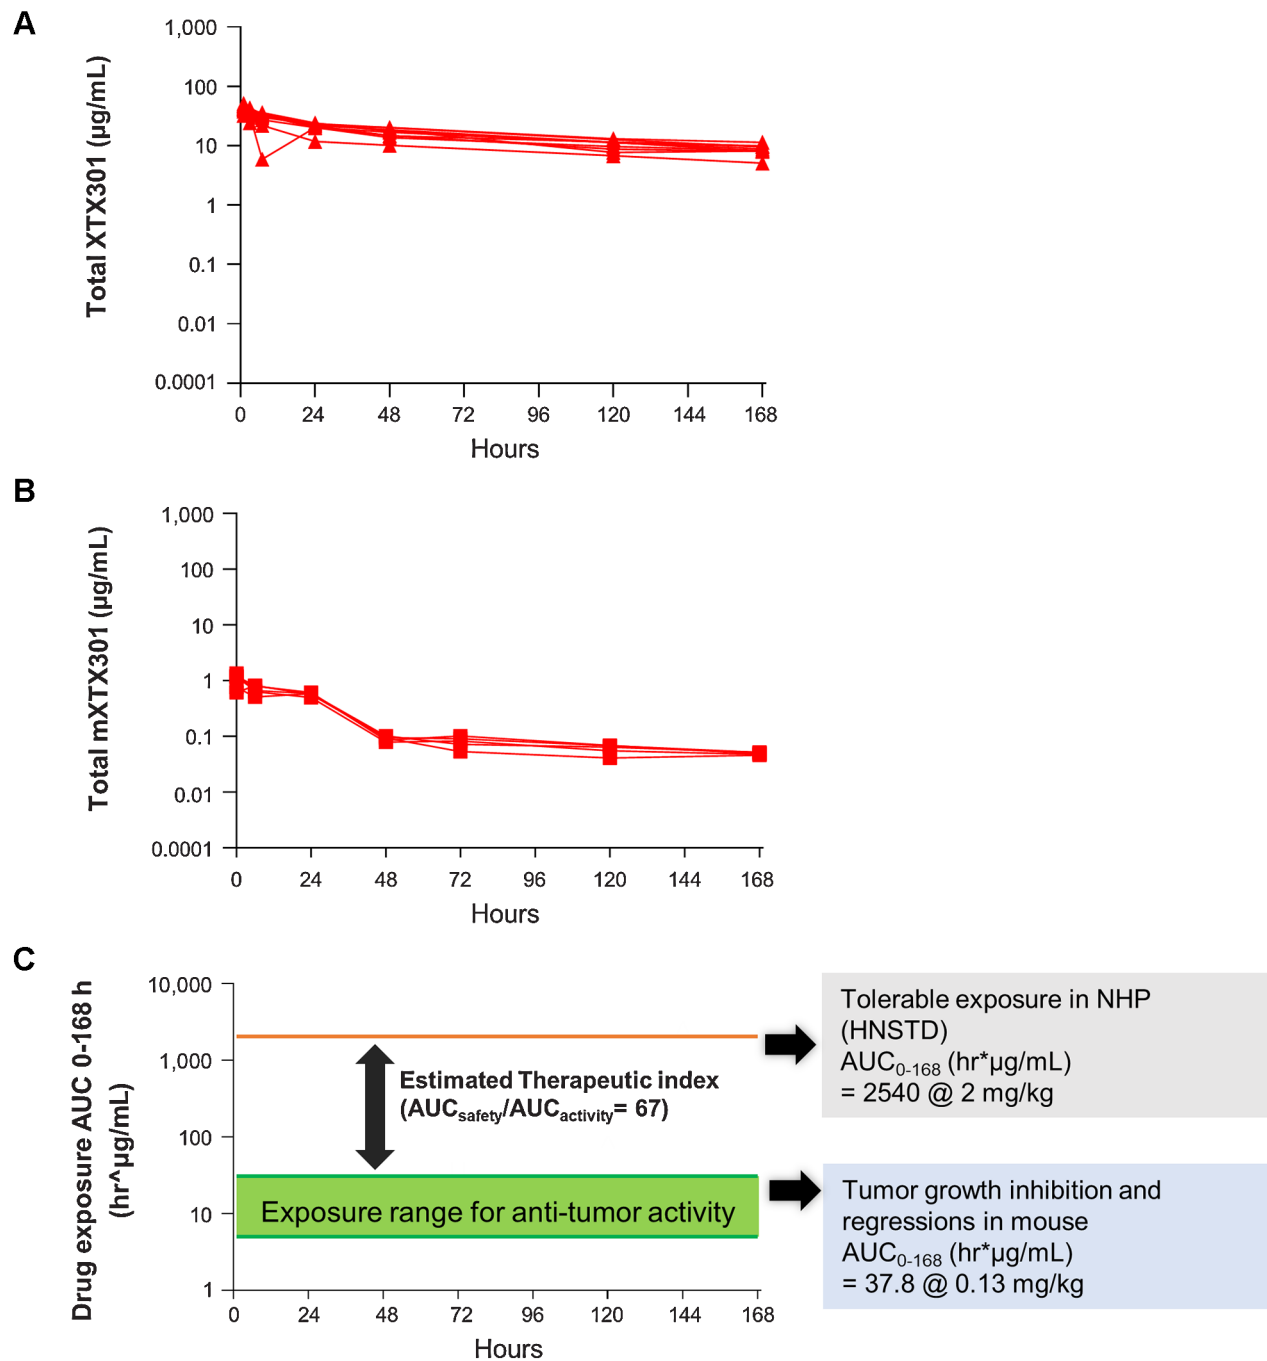 A
Total XTX301 (µg/mL)
1,000
100
10
1
0.1
0.01
0.0001
0 24 48 72 96 120 144 168
Hours
B
Total mXTX301 (µg/mL)
1,000
100
10
1
0.1
0.01
0.0001
0 24 48 72 96 120 144 168
Hours
C
Drug exposure AUC 0-168 h
(hr^µg/mL)
10,000
1,000
100
10
1
0 24 48 72 96 120 144 168
Hours
Estimated Therapeutic index
(AUCsafety/AUCactivity= 67)
Exposure range for anti-tumor activity
Tolerable exposure in NHP
(HNSTD)
AUC0-168 (hr*µg/mL)
= 2540 @ 2 mg/kg
Tumor growth inhibition and
regressions in mouse
AUC0-168 (hr*µg/mL)
= 37.8 @ 0.13 mg/kg